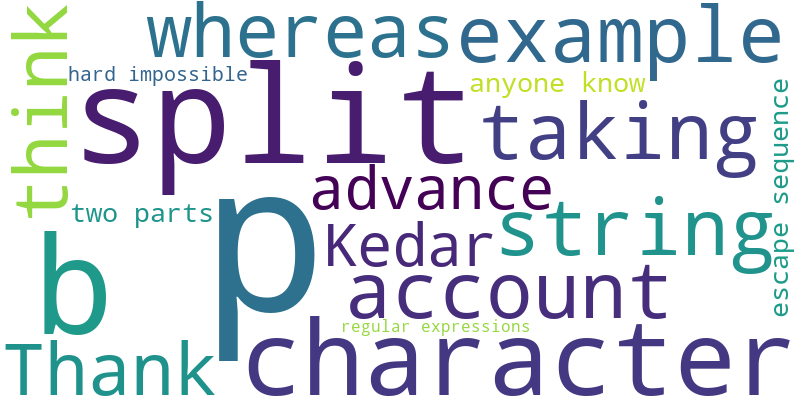 think
whereas
example
hard impossible
split
anyone know
taking
escape sequence
advance
two parts
p
string
Kedar
b
account
regular expressions
Thank
character